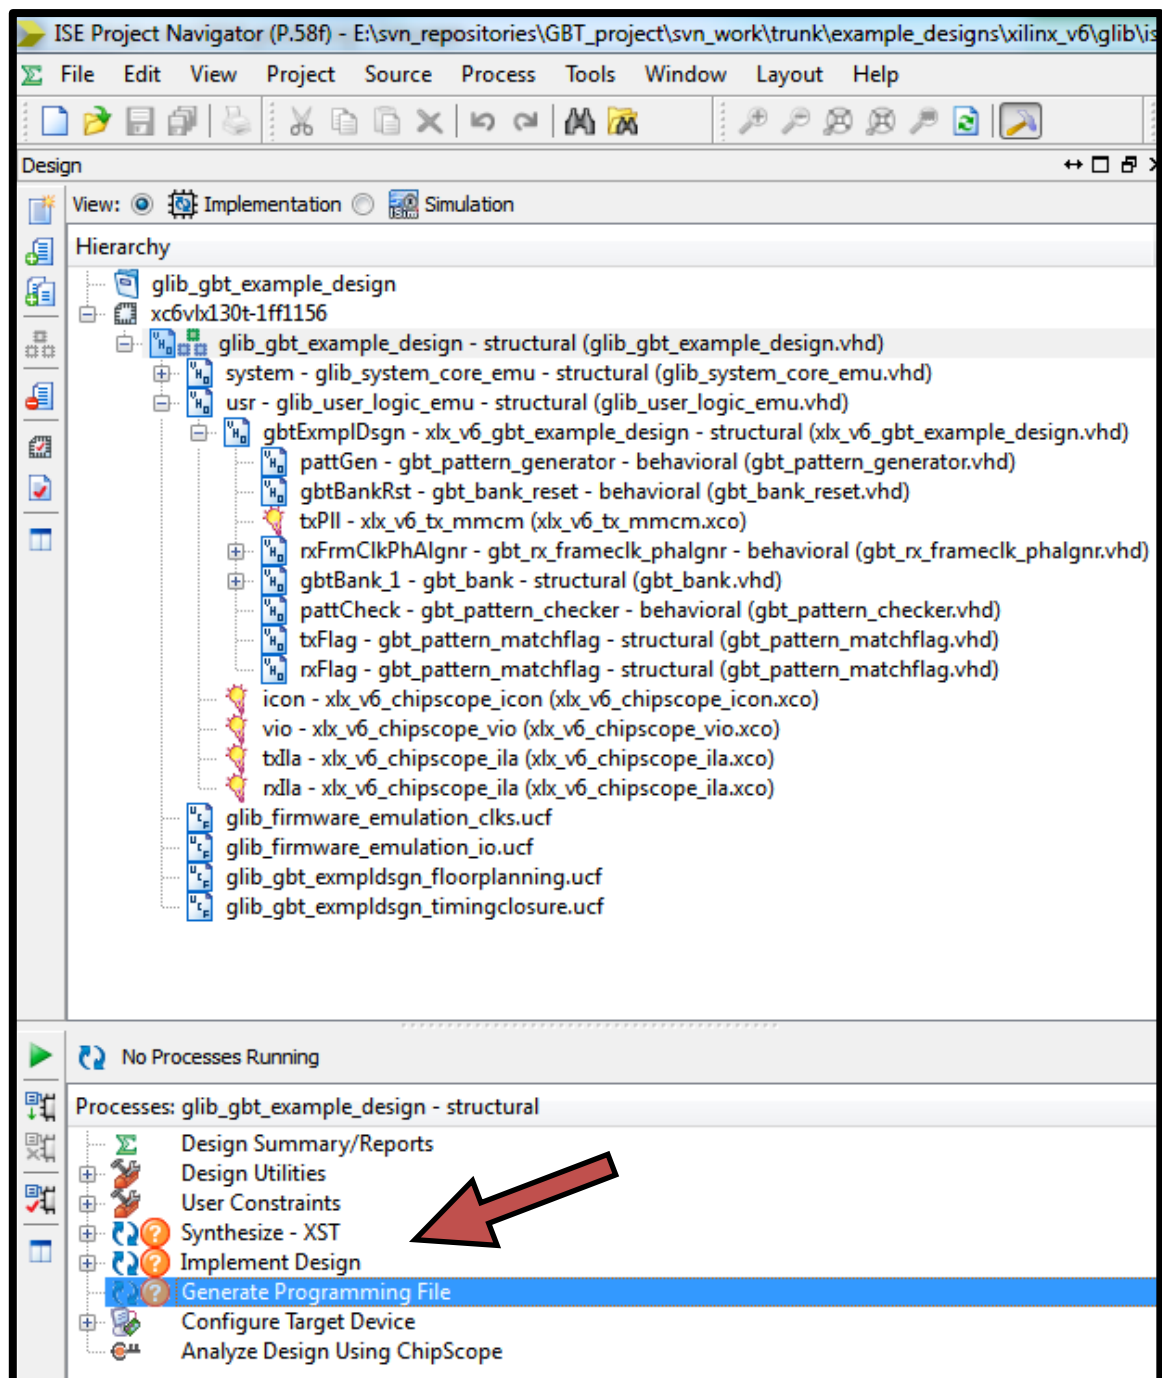 ISE Project Navigator (P.58f) - E:\svn_repositories\GBT_project\svn_work\trunk\example_designs\xilinx_v6\glib\is
File Edit View Project Source Process Tools Window Layout Help
Design
View: Implementation Simulation
Hierarchy
glib_gbt_example_design
xc6vlx130t-1ff1156
glib_gbt_example_design - structural (glib_gbt_example_design.vhd)
system - glib_system_core_emu - structural (glib_system_core_emu.vhd)
usr - glib_user_logic_emu - structural (glib_user_logic_emu.vhd)
gbtExmplDsgn - xlx_v6_gbt_example_design - structural (xlx_v6_gbt_example_design.vhd)
pattGen - gbt_pattern_generator - behavioral (gbt_pattern_generator.vhd)
gbtBankRst - gbt_bank_reset - behavioral (gbt_bank_reset.vhd)
txPll - xlx_v6_tx_mmcm (xlx_v6_tx_mmcm.xco)
rxFrmClkPhAlgnr - gbt_rx_frameclk_phalgnr - behavioral (gbt_rx_frameclk_phalgnr.vhd)
gbtBank_1 - gbt_bank - structural (gbt_bank.vhd)
pattCheck - gbt_pattern_checker - behavioral (gbt_pattern_checker.vhd)
txFlag - gbt_pattern_matchflag - structural (gbt_pattern_matchflag.vhd)
rxFlag - gbt_pattern_matchflag - structural (gbt_pattern_matchflag.vhd)
icon - xlx_v6_chipscope_icon (xlx_v6_chipscope_icon.xco)
vio - xlx_v6_chipscope_vio (xlx_v6_chipscope_vio.xco)
txIla - xlx_v6_chipscope_ila (xlx_v6_chipscope_ila.xco)
rxIla - xlx_v6_chipscope_ila (xlx_v6_chipscope_ila.xco)
glib_firmware_emulation_clks.ucf
glib_firmware_emulation_io.ucf
glib_gbt_exmpldsgn_floorplanning.ucf
glib_gbt_exmpldsgn_timingclosure.ucf
No Processes Running
Processes: glib_gbt_example_design - structural
Design Summary/Reports
Design Utilities
User Constraints
Synthesize - XST
Implement Design
Generate Programming File
Configure Target Device
Analyze Design Using ChipScope